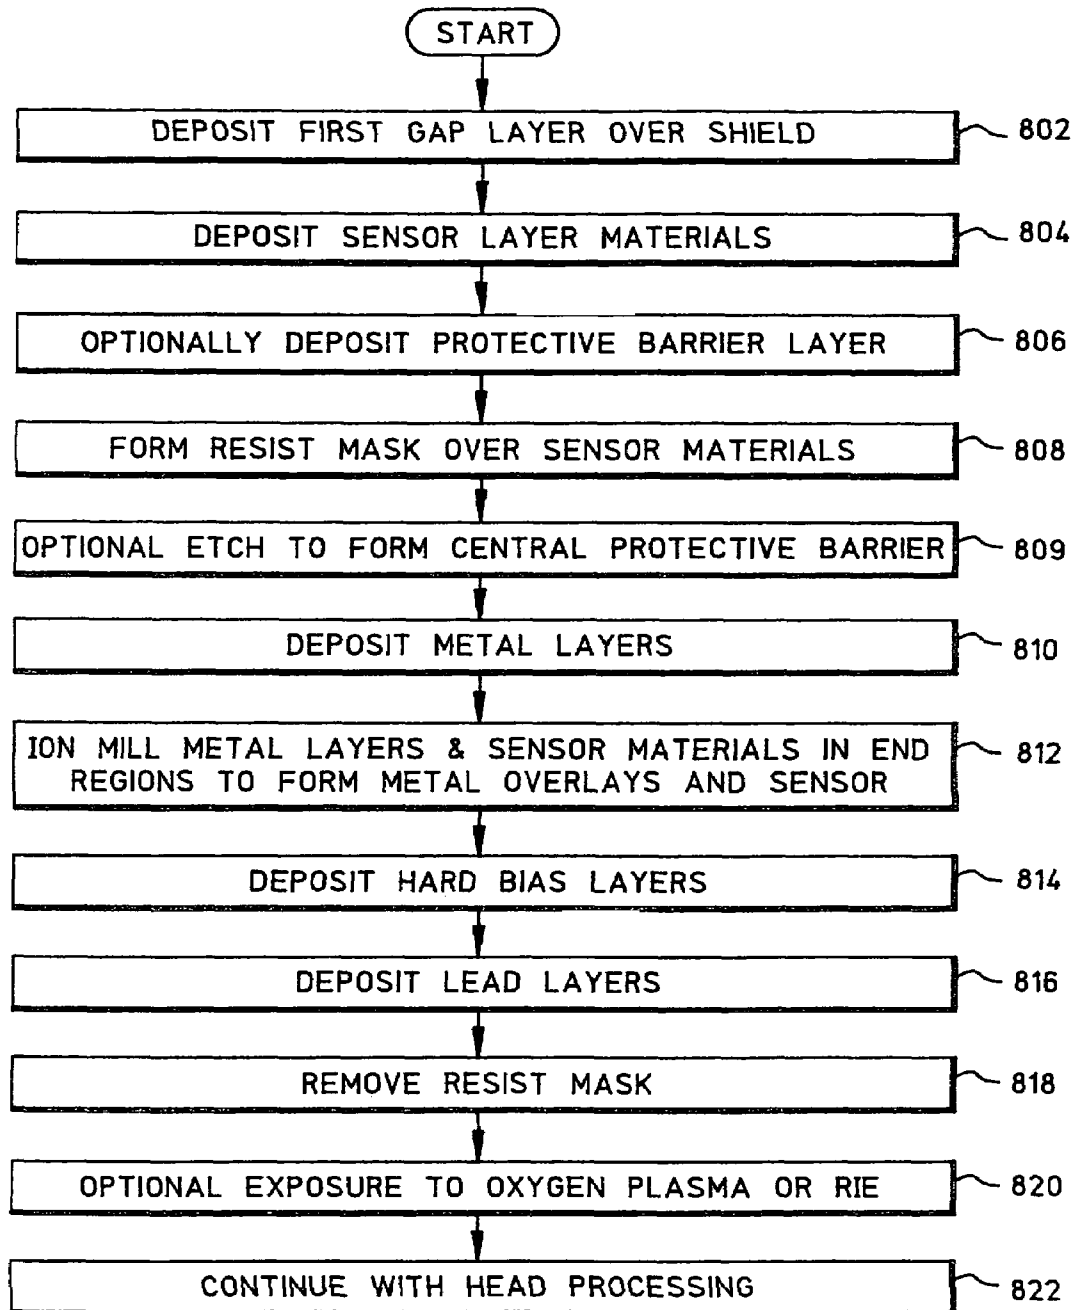 START
DEPOSIT FIRST GAP LAYER OVER SHIELD 802
DEPOSIT SENSOR LAYER MATERIALS 804
OPTIONALLY DEPOSIT PROTECTIVE BARRIER LAYER 806
FORM RESIST MASK OVER SENSOR MATERIALS 808
OPTIONAL ETCH TO FORM CENTRAL PROTECTIVE BARRIER 809
DEPOSIT METAL LAYERS 810
ION MILL METAL LAYERS & SENSOR MATERIALS IN END 812
REGIONS TO FORM METAL OVERLAYS AND SENSOR
DEPOSIT HARD BIAS LAYERS 814
DEPOSIT LEAD LAYERS 816
REMOVE RESIST MASK 818
OPTIONAL EXPOSURE TO OXYGEN PLASMA OR RIE 820
CONTINUE WITH HEAD PROCESSING 822